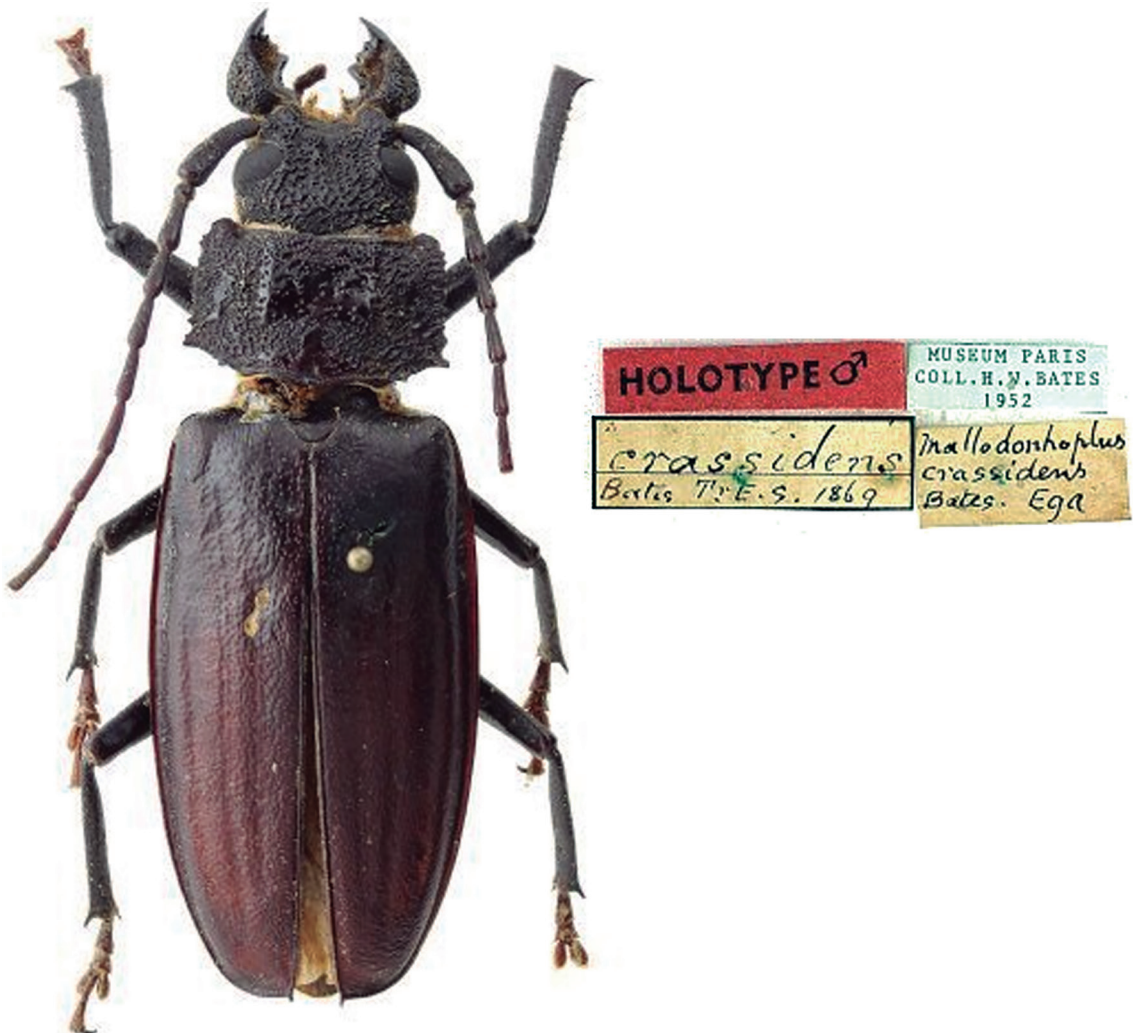 HOLOTYPE ♂
MUSEUM PARIS
COLL.H.W.BATES
1952
crassidens
Bates Tr. E. S. 1869
Mallodonhoplus
crassidens
Bates. Ega